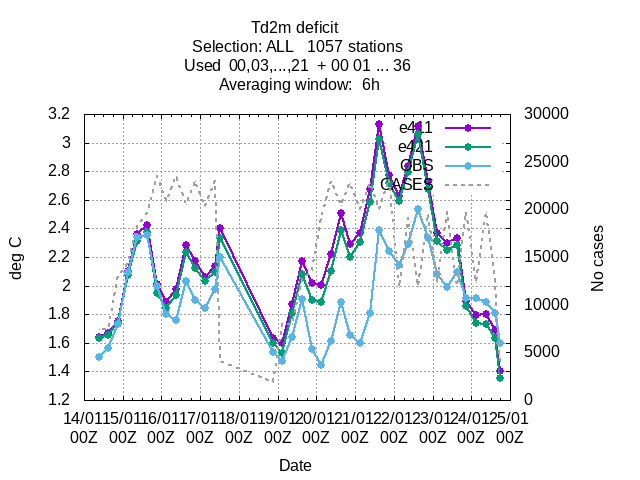 Td2m deficit
Selection: ALL   1057 stations
Used  00,03,...,21  + 00 01 ... 36
Averaging window:  6h
deg C
3.2
3
2.8
2.6
2.4
2.2
2
1.8
1.6
1.4
1.2
e411
e421
OBS
CASES
30000
25000
20000
15000
10000
5000
0
No cases
14/01 15/01 16/01 17/01 18/01 19/01 20/01 21/01 22/01 23/01 24/01 25/01
00Z 00Z 00Z 00Z 00Z 00Z 00Z 00Z 00Z 00Z 00Z 00Z
Date